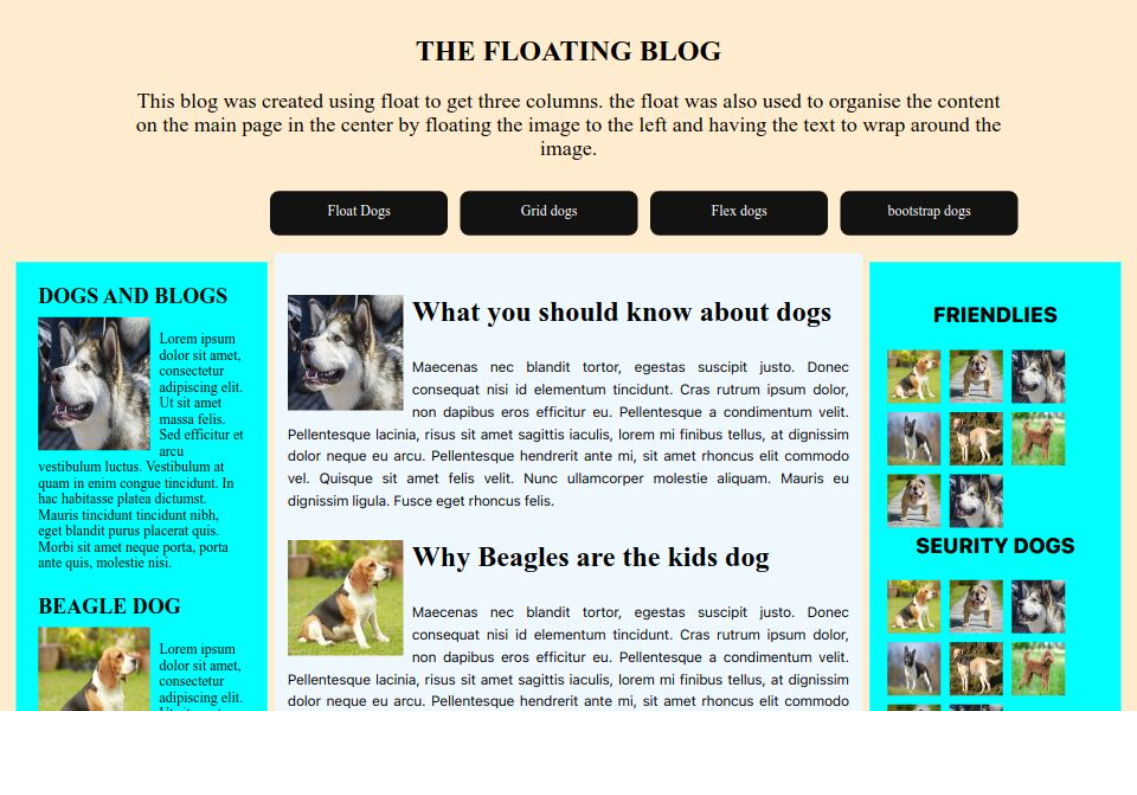 THE FLOATING BLOG
This blog was created using float to get three columns. the float was also used to organise the content
on the main page in the center by floating the image to the left and having the text to wrap around the
image.
Float Dogs
Grid dogs
Flex dogs
bootstrap dogs
DOGS AND BLOGS
Lorem ipsum
dolor sit amet,
consectetur
adipiscing elit.
Ut sit amet
massa felis.
Sed efficitur et
arcu
vestibulum luctus. Vestibulum at
quam in enim congue tincidunt. In
hac habitasse platea dictumst.
Mauris tincidunt tincidunt nibh,
eget blandit purus placerat quis.
Morbi sit amet neque porta, porta
ante quis, molestie nisi.
BEAGLE DOG
Lorem ipsum
dolor sit amet,
consectetur
adipiscing elit.
What you should know about dogs
Maecenas nec blandit tortor, egestas suscipit justo. Donec
consequat nisi id elementum tincidunt. Cras rutrum ipsum dolor,
non dapibus eros efficitur eu. Pellentesque a condimentum velit.
Pellentesque lacinia, risus sit amet sagittis iaculis, lorem mi finibus tellus, at dignissim
dolor neque eu arcu. Pellentesque hendrerit ante mi, sit amet rhoncus elit commodo
vel. Quisque sit amet felis velit. Nunc ullamcorper molestie aliquam. Mauris eu
dignissim ligula. Fusce eget rhoncus felis.
Why Beagles are the kids dog
Maecenas nec blandit tortor, egestas suscipit justo. Donec
consequat nisi id elementum tincidunt. Cras rutrum ipsum dolor,
non dapibus eros efficitur eu. Pellentesque a condimentum velit.
Pellentesque lacinia, risus sit amet sagittis iaculis, lorem mi finibus tellus, at dignissim
dolor neque eu arcu. Pellentesque hendrerit ante mi, sit amet rhoncus elit commodo
FRIENDLIES
SEURITY DOGS